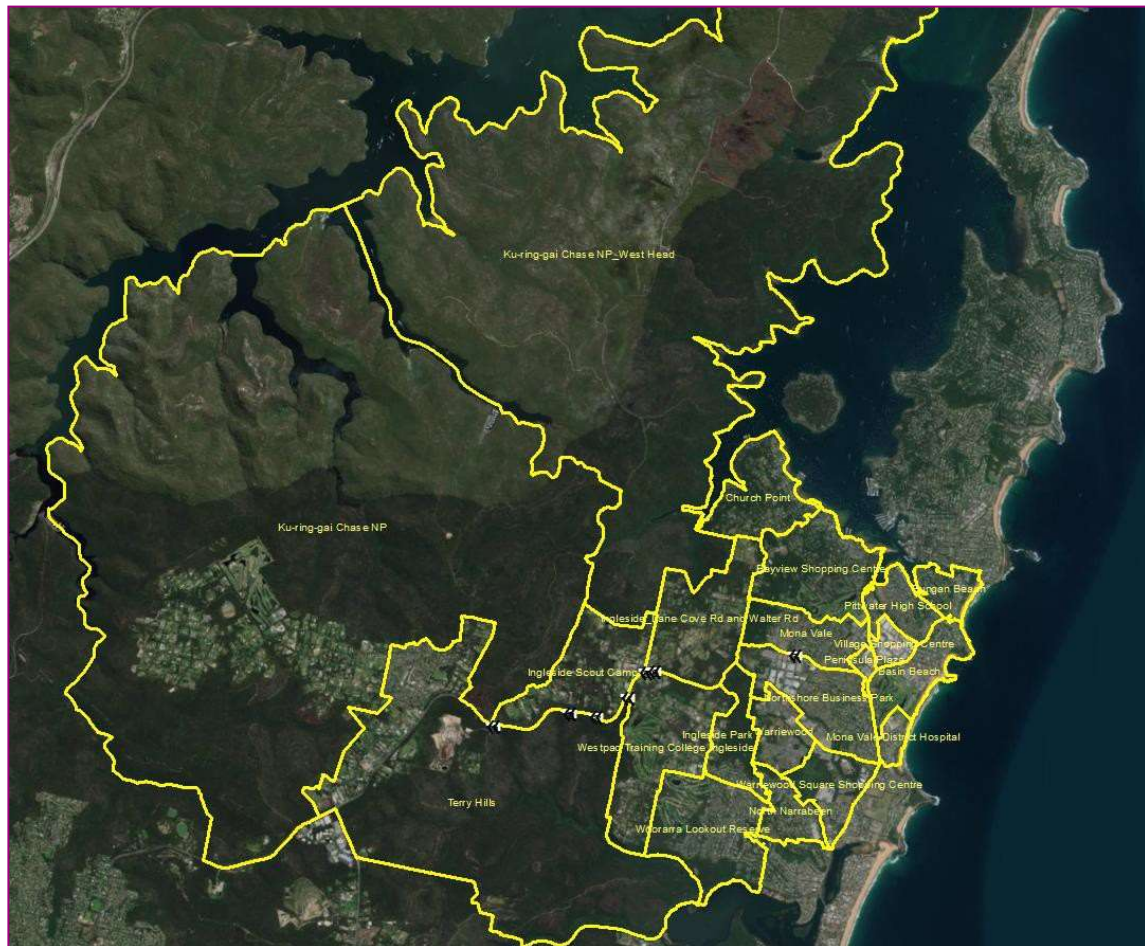 Ku-ring-gai Chase NP_West Head
Church Point
Ku-ring-gai Chase NP
Bayview Shopping Centre
Bungan Beach
Pittwater High School
Ingleside_Lane Cove Rd and Walter Rd
Mona Vale
Village Shopping Centre
Peninsula Plaza
Basin Beach
Ingleside Scout Camp
Northshore Business Park
Ingleside Park
Warriewood
Mona Vale District Hospital
Westpac Training College_Ingleside
Warriewood Square Shopping Centre
Terry Hills
North Narrabeen
Woorarra Lookout Reserve